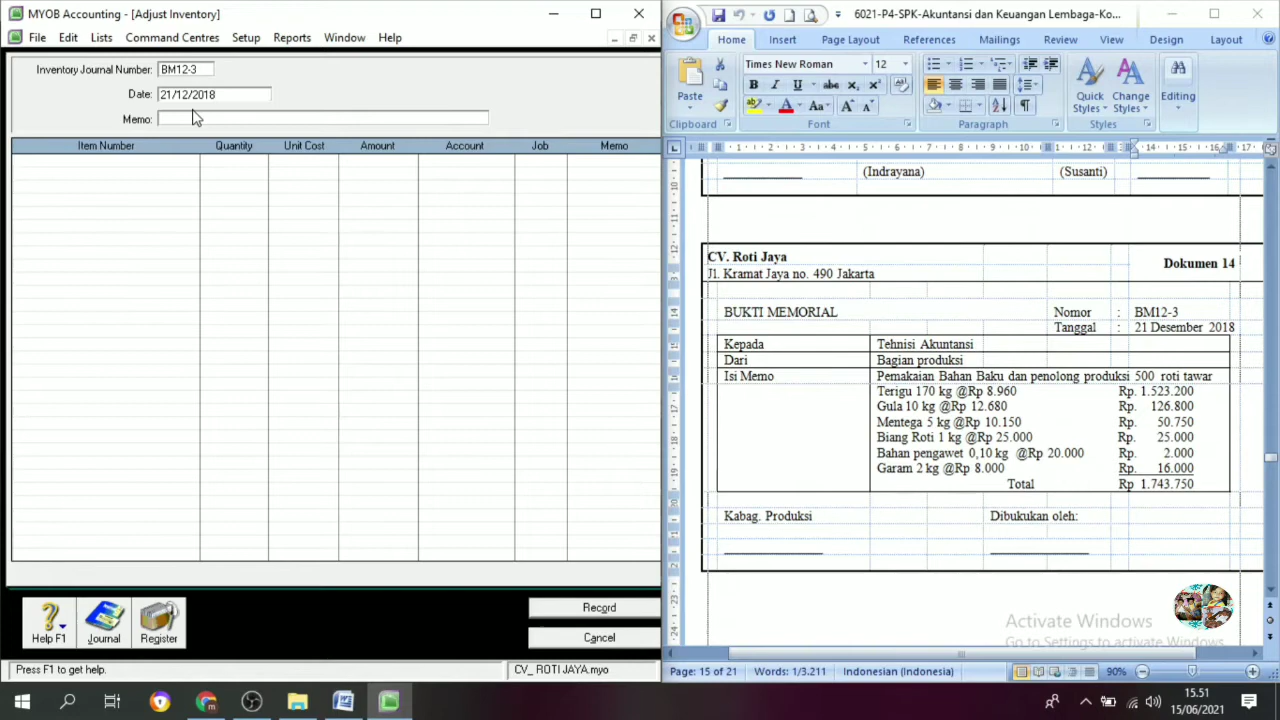 MYOB Accounting - [Adjust Inventory]
File Edit Lists Command Centres Setup Reports Window Help
Inventory Journal Number: BM12-3
Date: 21/12/2018
Memo:
Item Number Quantity Unit Cost Amount Account Job Memo
Record
Help F1 Journal Register
Cancel
Press F1 to get help. CV_ ROTI JAYA.myo
6021-P4-SPK-Akuntansi dan Keuangan Lembaga-Ko...
Home Insert Page Layout References Mailings Review View Design Layout
Times New Roman 12
Paste
Quick Styles Change Styles Editing
Clipboard Font Paragraph Styles
(Indrayana) (Susanti)
CV. Roti Jaya
Dokumen 14
Jl. Kramat Jaya no. 490 Jakarta
BUKTI MEMORIAL Nomor : BM12-3
Tanggal : 21 Desember 2018
Kepada Tehnisi Akuntansi
Dari Bagian produksi
Isi Memo Pemakaian Bahan Baku dan penolong produksi 500 roti tawar
Terigu 170 kg @Rp 8.960 Rp. 1.523.200
Gula 10 kg @Rp 12.680 Rp. 126.800
Mentega 5 kg @Rp 10.150 Rp. 50.750
Biang Roti 1 kg @Rp 25.000 Rp. 25.000
Bahan pengawet 0,10 kg @Rp 20.000 Rp. 2.000
Garam 2 kg @Rp 8.000 Rp. 16.000
Total Rp 1.743.750
Kabag. Produksi Dibukukan oleh:
Activate Windows
Go to Settings to activate Windows.
Page: 15 of 21 Words: 1/3.211 Indonesian (Indonesia) 90%
15.51
15/06/2021